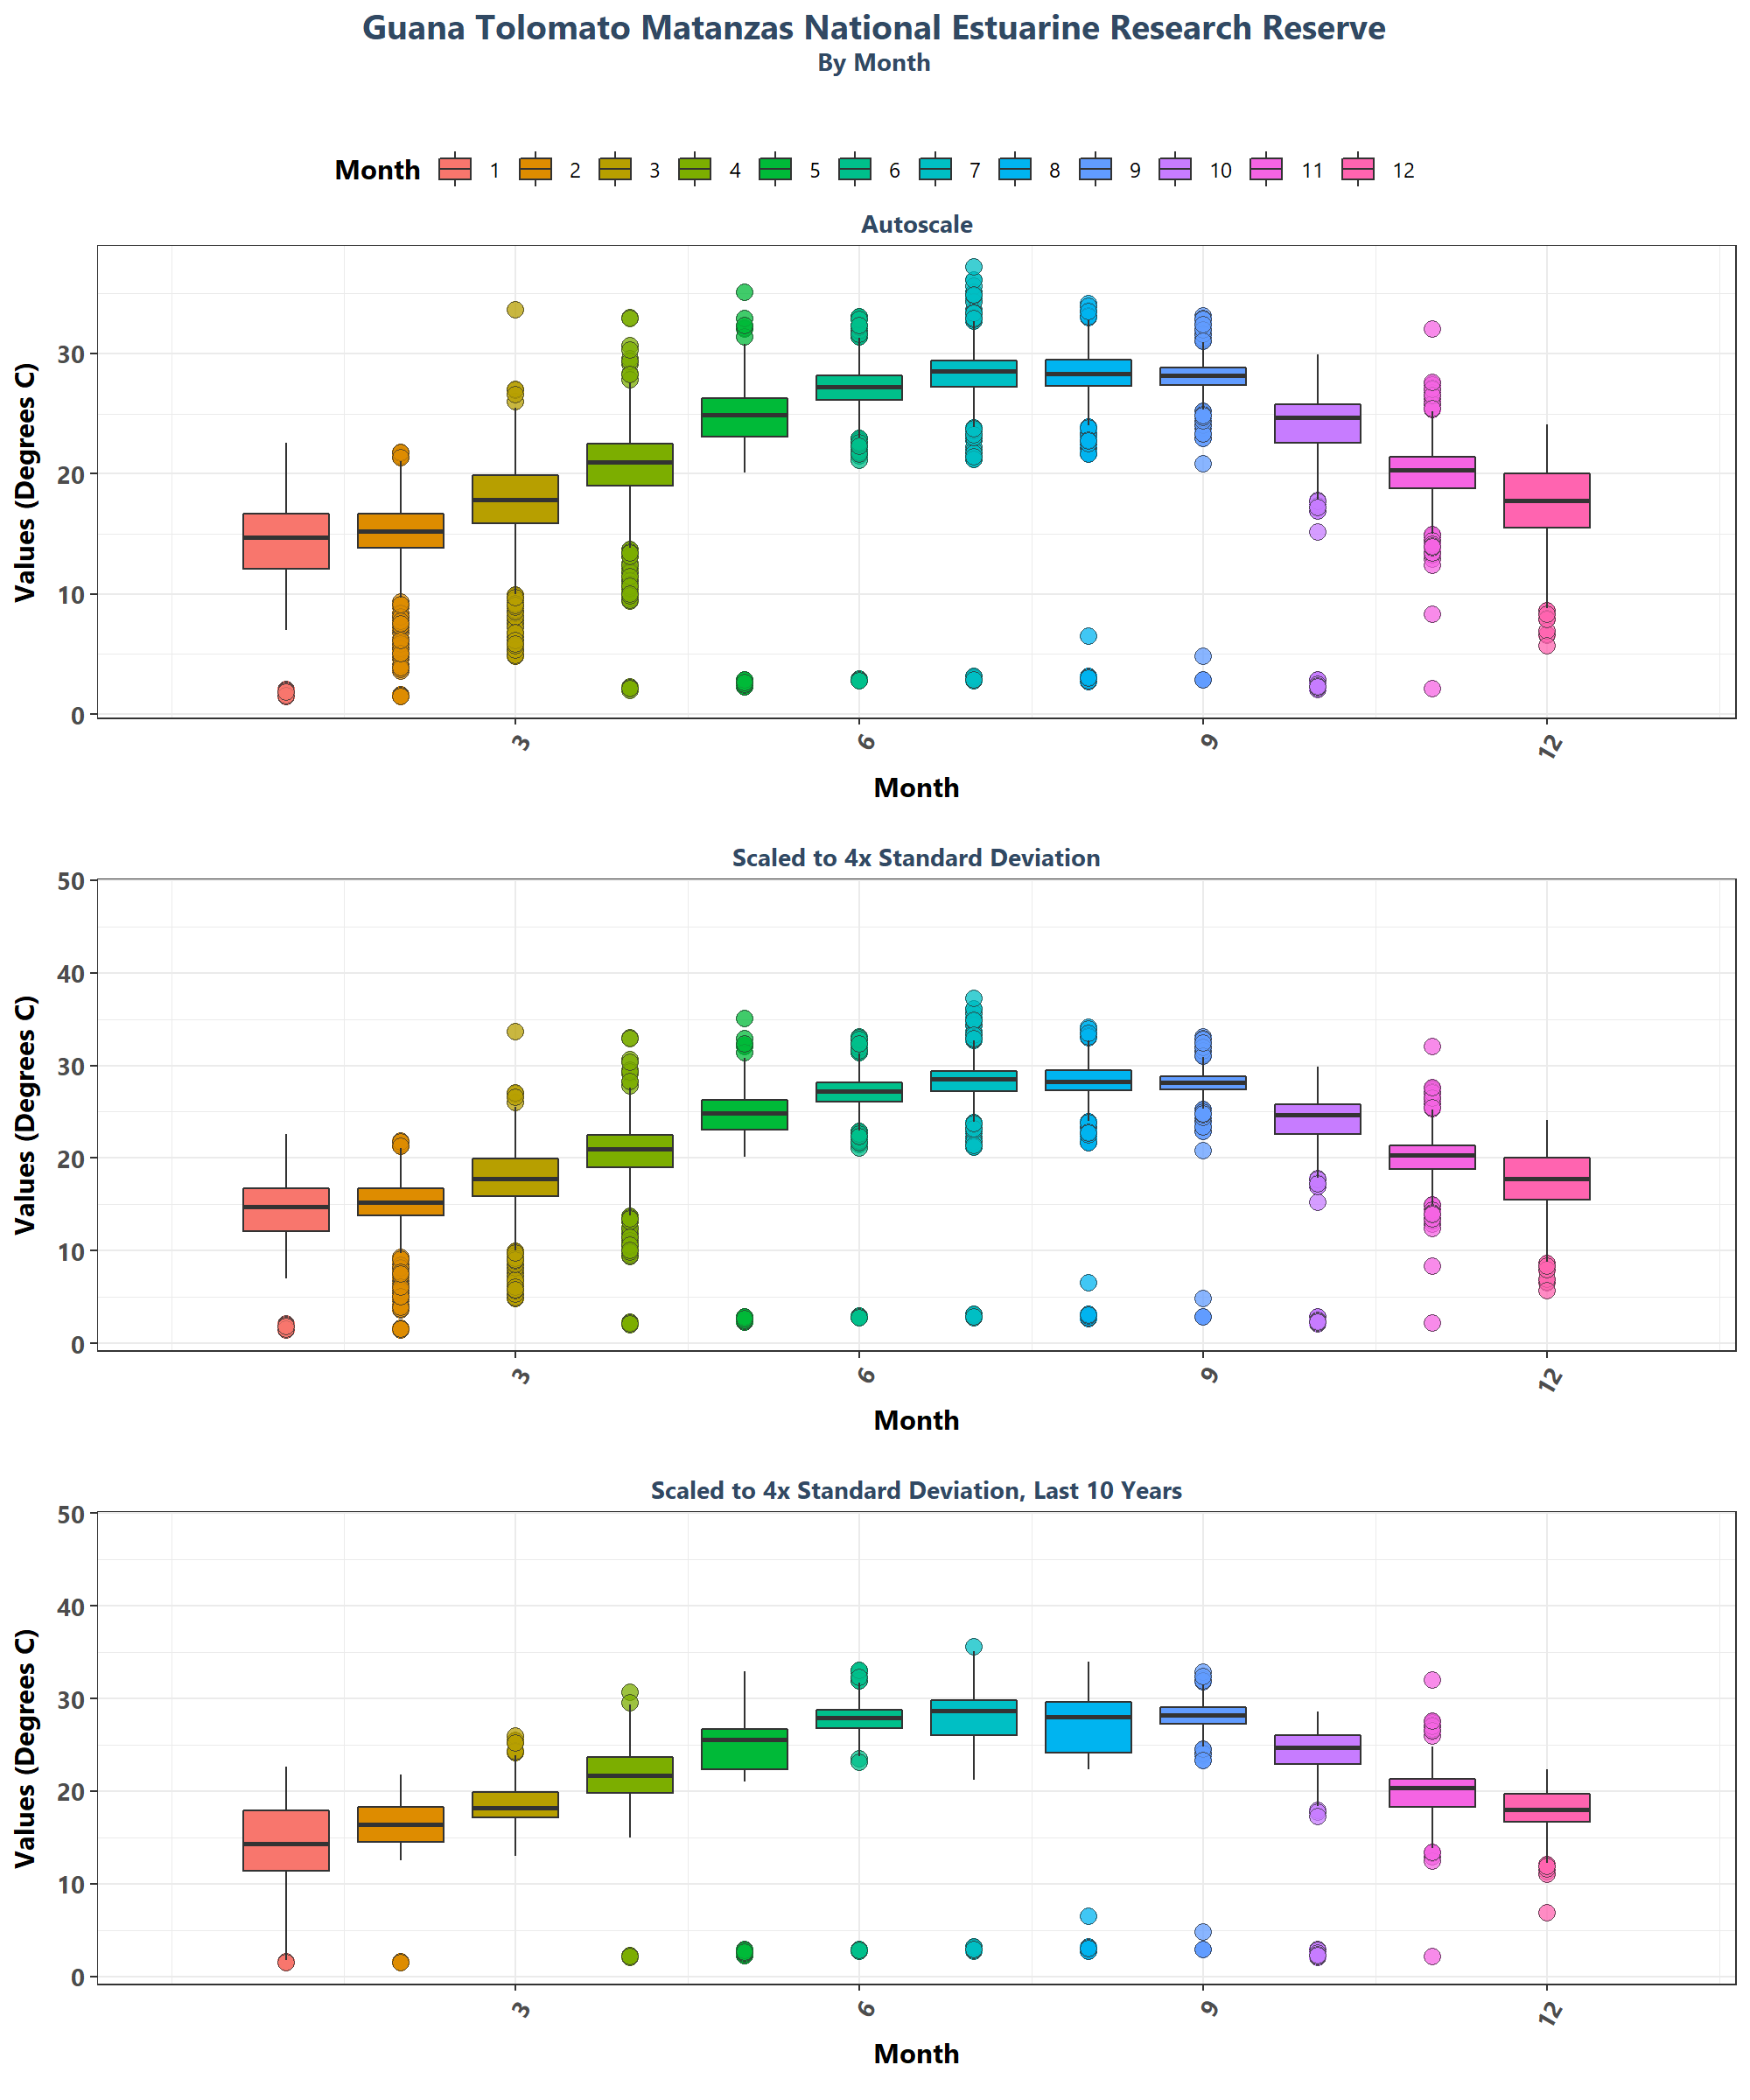 Guana Tolomato Matanzas National Estuarine Research Reserve
By Month
Month 1 2 3 4 5 6 7 8 9 10 11 12
Autoscale
Values (Degrees C)
30
20
10
0
3 6 9 12
Month
Scaled to 4x Standard Deviation
Values (Degrees C)
50
40
30
20
10
0
3 6 9 12
Month
Scaled to 4x Standard Deviation, Last 10 Years
Values (Degrees C)
50
40
30
20
10
0
3 6 9 12
Month